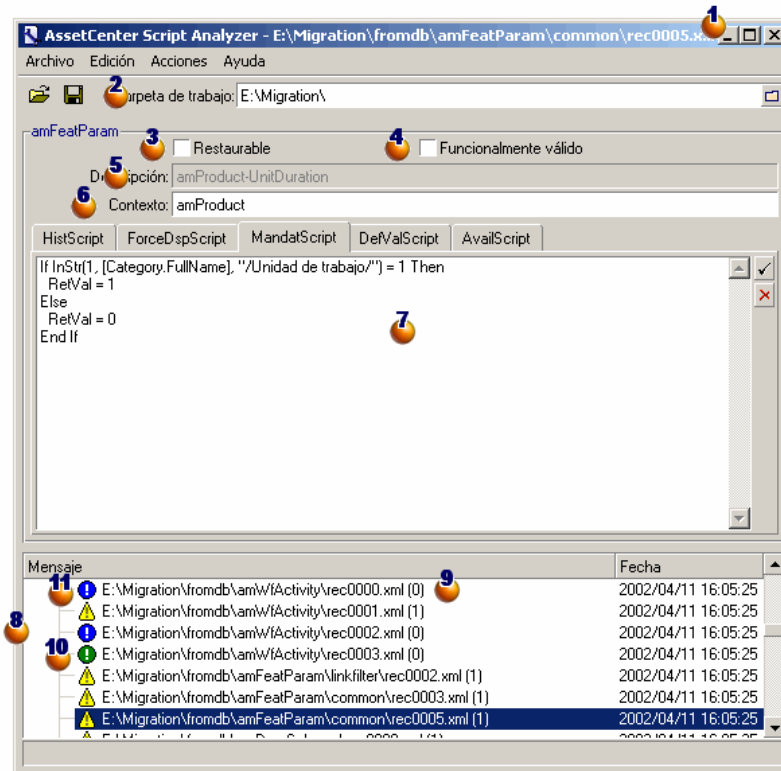 AssetCenter Script Analyzer - E:\Migration\fromdb\amFeatParam\common\rec0005.x
1
Archivo Edición Acciones Ayuda
2
de trabajo: E:\Migration\
amFeatParam
3 Restaurable 4 Funcionalmente válido
5
amProduct-UnitDuration
6 Contexto: amProduct
HistScript ForceDspScript MandatScript DefValScript AvailScript
If InStr(1, [Category.FullName], "/Unidad de trabajo/") = 1 Then
RetVal = 1
Else
RetVal = 0
End If
7
Mensaje Fecha
11 E:\Migration\fromdb\amWfActivity\rec0000.xml (0) 9 2002/04/11 16:05:25
E:\Migration\fromdb\amWfActivity\rec0001.xml (1) 2002/04/11 16:05:25
8 E:\Migration\fromdb\amWfActivity\rec0002.xml (0) 2002/04/11 16:05:25
10 E:\Migration\fromdb\amWfActivity\rec0003.xml (0) 2002/04/11 16:05:25
E:\Migration\fromdb\amFeatParam\linkfilter\rec0002.xml (1) 2002/04/11 16:05:25
E:\Migration\fromdb\amFeatParam\common\rec0003.xml (1) 2002/04/11 16:05:25
E:\Migration\fromdb\amFeatParam\common\rec0005.xml (1) 2002/04/11 16:05:25